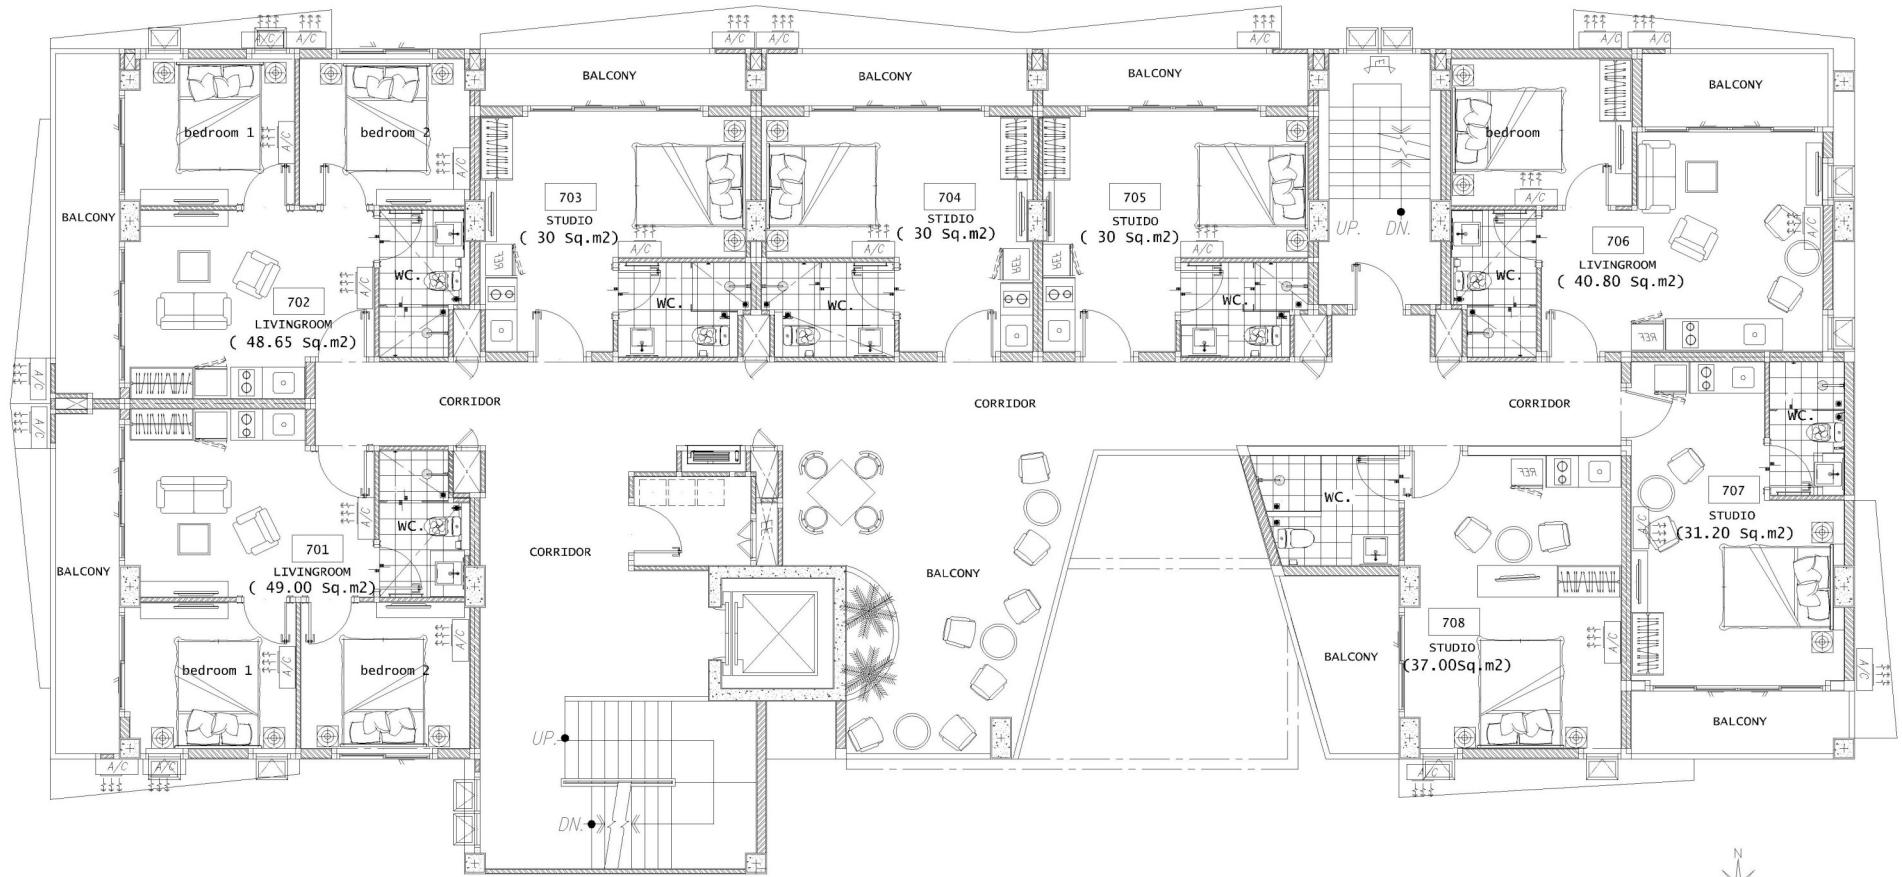 A/C
A/C
A/C
A/C
A/C
A/C
A/C
BALCONY
BALCONY
BALCONY
BALCONY
bedroom 1
A/C
bedroom 2
A/C
bedroom
A/C
BALCONY
703
STUDIO
( 30 Sq.m2)
A/C
704
STIDIO
( 30 Sq.m2)
A/C
705
STUIDO
( 30 Sq.m2)
A/C
UP.
DN.
706
LIVINGROOM
( 40.80 Sq.m2)
A/C
WC.
A/C
702
LIVINGROOM
( 48.65 Sq.m2)
REF
WC.
WC.
REF
REF
WC.
WC.
REF
A/C
A/C
CORRIDOR
CORRIDOR
CORRIDOR
WC.
701
LIVINGROOM
( 49.00 Sq.m2)
A/C
WC.
BALCONY
CORRIDOR
BALCONY
WC.
REF
707
STUDIO
(31.20 Sq.m2)
A/C
bedroom 1
A/C
bedroom 2
A/C
BALCONY
708
STUDIO
(37.00Sq.m2)
A/C
A/C
BALCONY
UP.
DN.
A/C
A/C
A/C
N